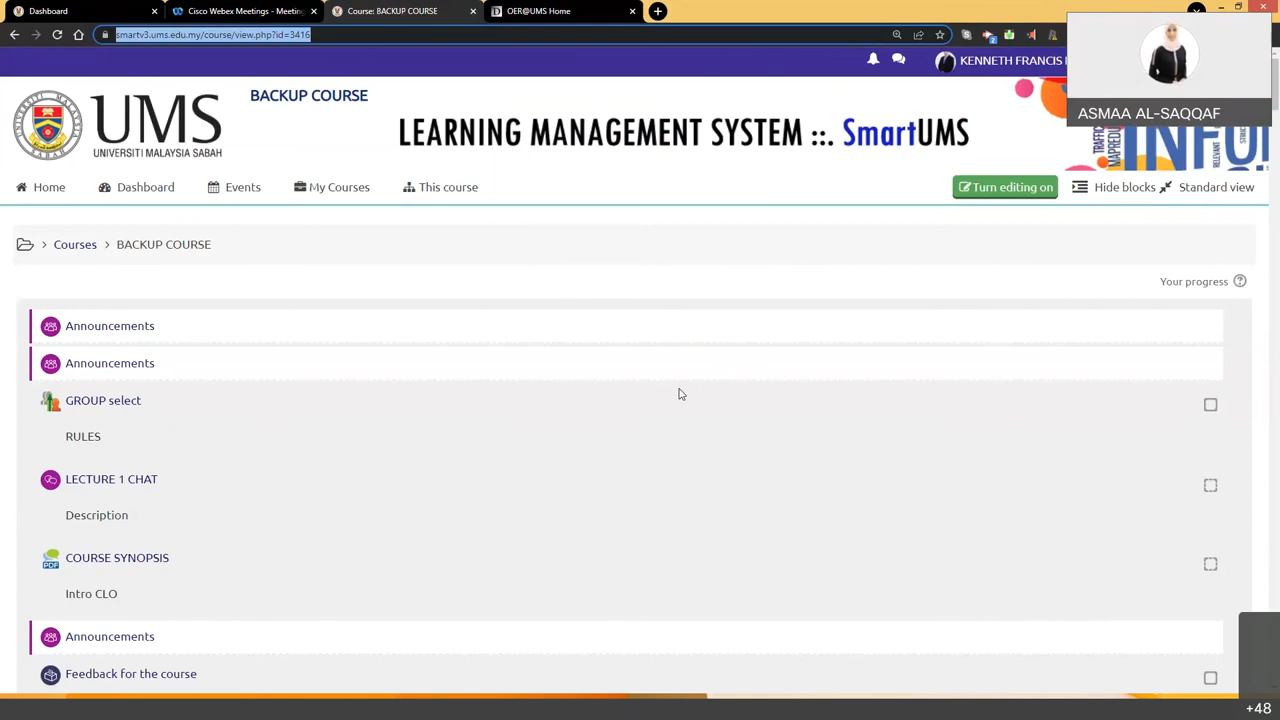 Dashboard
Cisco Webex Meetings - Meetin
Course: BACKUP COURSE
OER@UMS Home
smartv3.ums.edu.my/course/view.php?id=3416
KENNETH FRANCIS
ASMAA AL-SAQQAF
UMS
UNIVERSITI MALAYSIA SABAH
BACKUP COURSE
LEARNING MANAGEMENT SYSTEM ::. SmartUMS
Home
Dashboard
Events
My Courses
This course
Turn editing on
Hide blocks
Standard view
Courses > BACKUP COURSE
Your progress
Announcements
Announcements
GROUP select
RULES
LECTURE 1 CHAT
Description
COURSE SYNOPSIS
Intro CLO
Announcements
Feedback for the course
+48